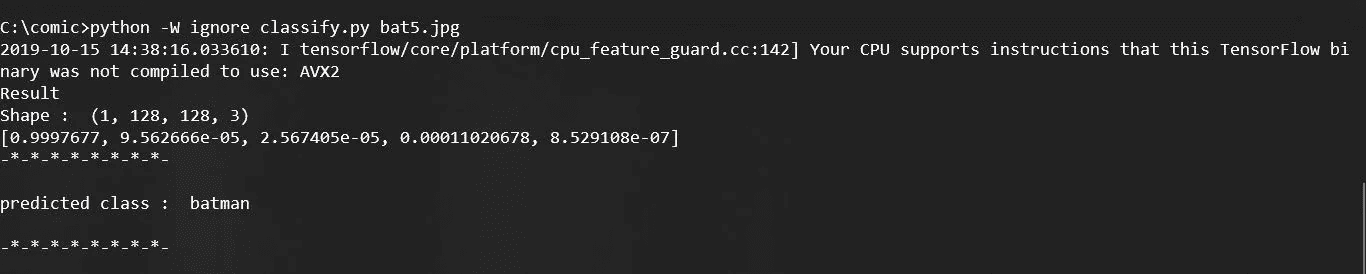 C:\comic>python -W ignore classify.py bat5.jpg
2019-10-15 14:38:16.033610: I tensorflow/core/platform/cpu_feature_guard.cc:142] Your CPU supports instructions that this TensorFlow bi
nary was not compiled to use: AVX2
Result
Shape :  (1, 128, 128, 3)
[0.9997677, 9.562666e-05, 2.567405e-05, 0.00011020678, 8.529108e-07]
-*-*-*-*-*-*-*-*-
predicted class :  batman
-*-*-*-*-*-*-*-*-